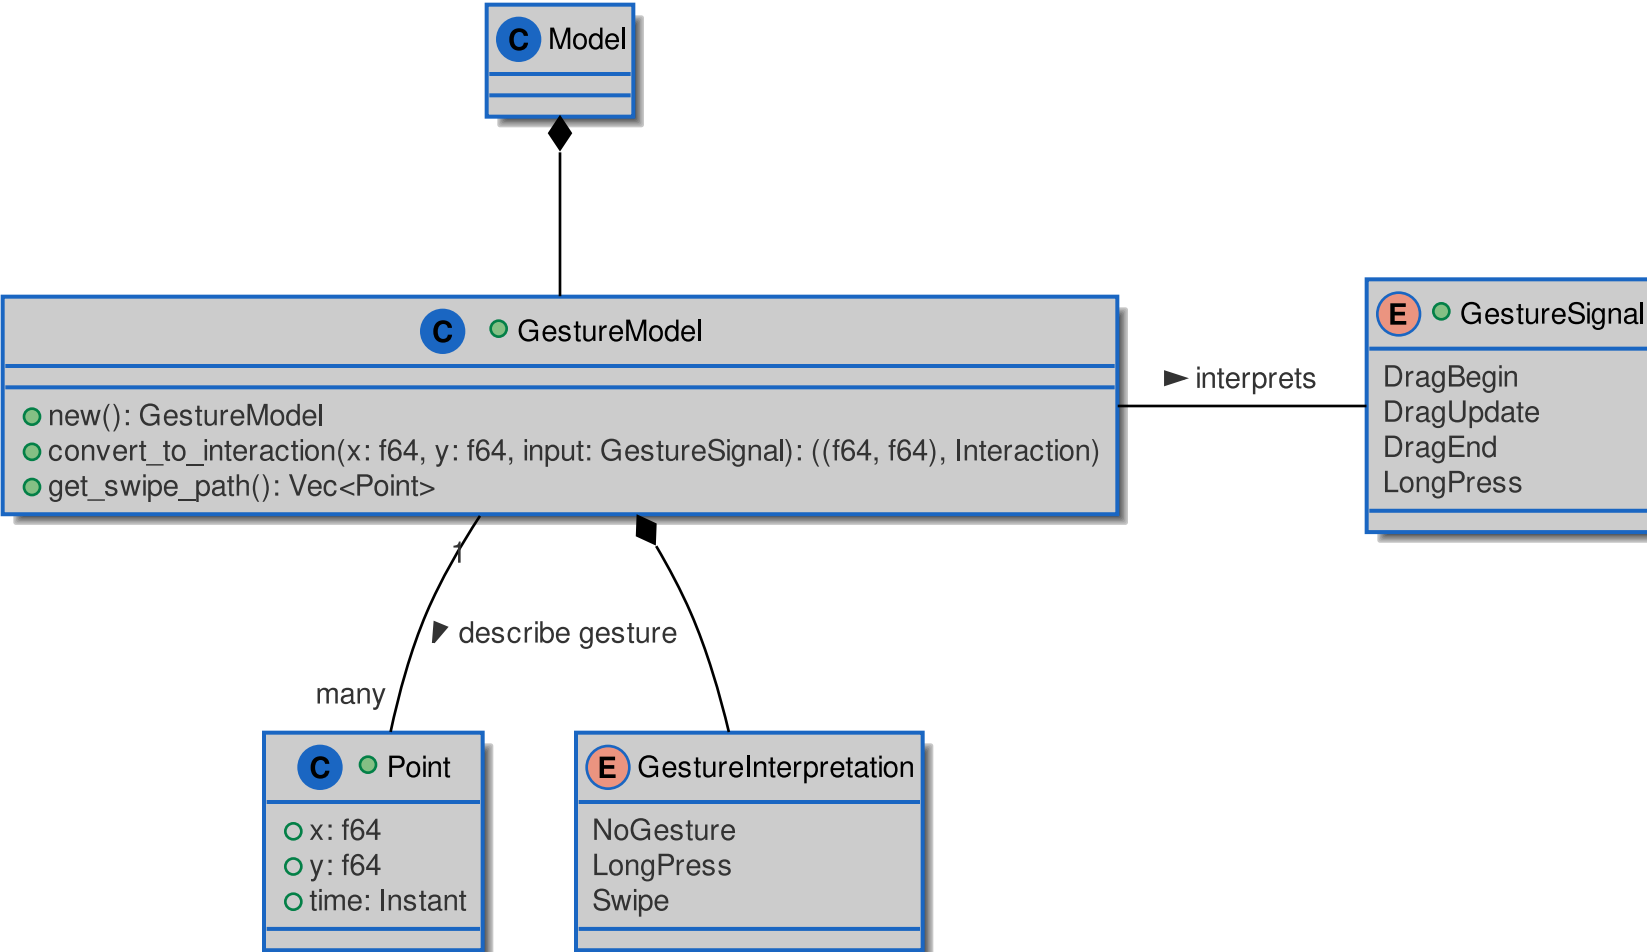 C Model
C GestureModel
new(): GestureModel
convert_to_interaction(x: f64, y: f64, input: GestureSignal): ((f64, f64), Interaction)
get_swipe_path(): Vec<Point>
interprets
E GestureSignal
DragBegin
DragUpdate
DragEnd
LongPress
1
describe gesture
many
C Point
x: f64
y: f64
time: Instant
E GestureInterpretation
NoGesture
LongPress
Swipe